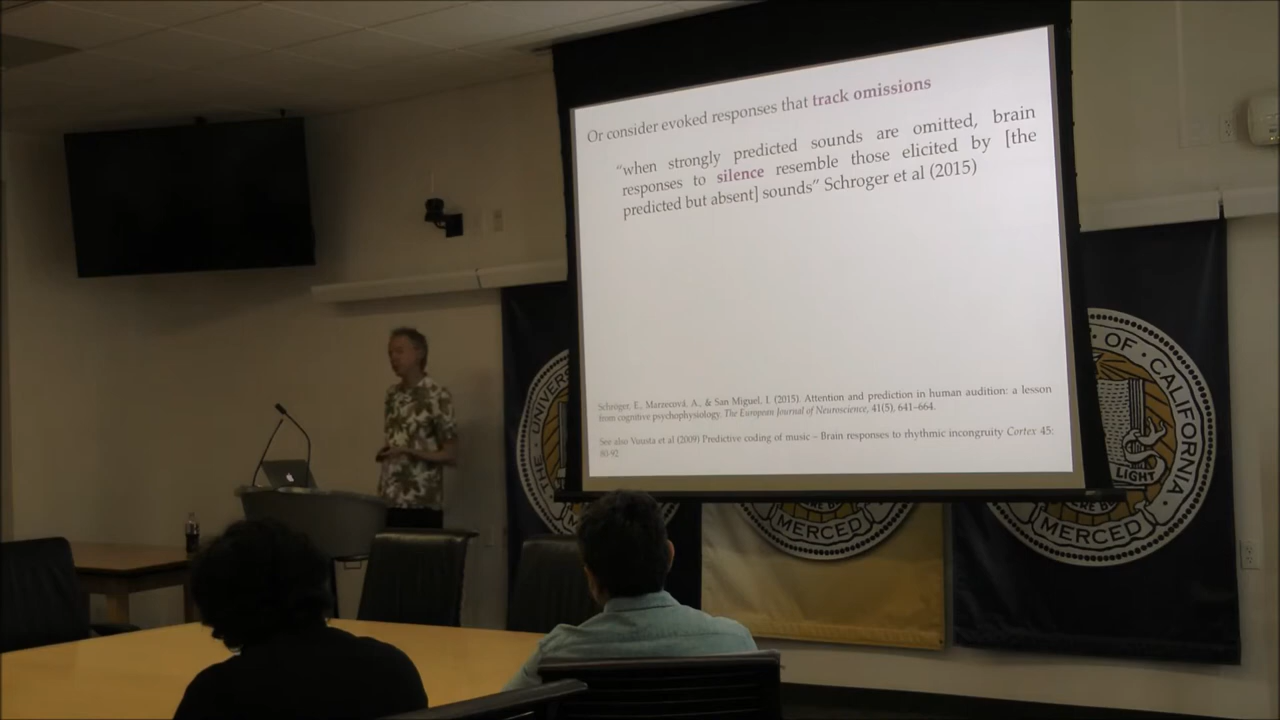 Or consider evoked responses that track omissions
“when strongly predicted sounds are omitted, brain
responses to silence resemble those elicited by [the
predicted but absent] sounds” Schroger et al (2015)
Schröger, E., Marzecová, A., & San Miguel, I. (2015). Attention and prediction in human audition: a lesson
from cognitive psychophysiology. The European Journal of Neuroscience, 41(5), 641–664.
See also Vuusta et al (2009) Predictive coding of music – Brain responses to rhythmic incongruity Cortex 45:
80-92
THE UNIVERS
MERCED
OF CALIFORNIA
LIGHT
MERCED